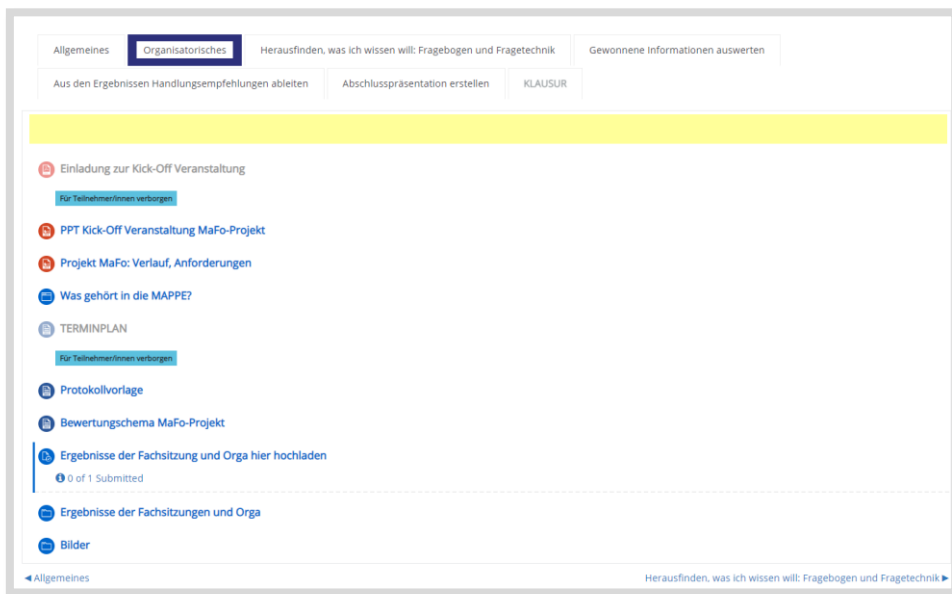 Allgemeines
Organisatorisches
Herausfinden, was ich wissen will: Fragebogen und Fragetechnik
Gewonnene Informationen auswerten
Aus den Ergebnissen Handlungsempfehlungen ableiten
Abschlusspräsentation erstellen
KLAUSUR
Einladung zur Kick-Off Veranstaltung
Für Teilnehmer/innen verborgen
PPT Kick-Off Veranstaltung MaFo-Projekt
Projekt MaFo: Verlauf, Anforderungen
Was gehört in die MAPPE?
TERMINPLAN
Für Teilnehmer/innen verborgen
Protokollvorlage
Bewertungschema MaFo-Projekt
Ergebnisse der Fachsitzung und Orga hier hochladen
0 of 1 Submitted
Ergebnisse der Fachsitzungen und Orga
Bilder
◄ Allgemeines
Herausfinden, was ich wissen will: Fragebogen und Fragetechnik ►